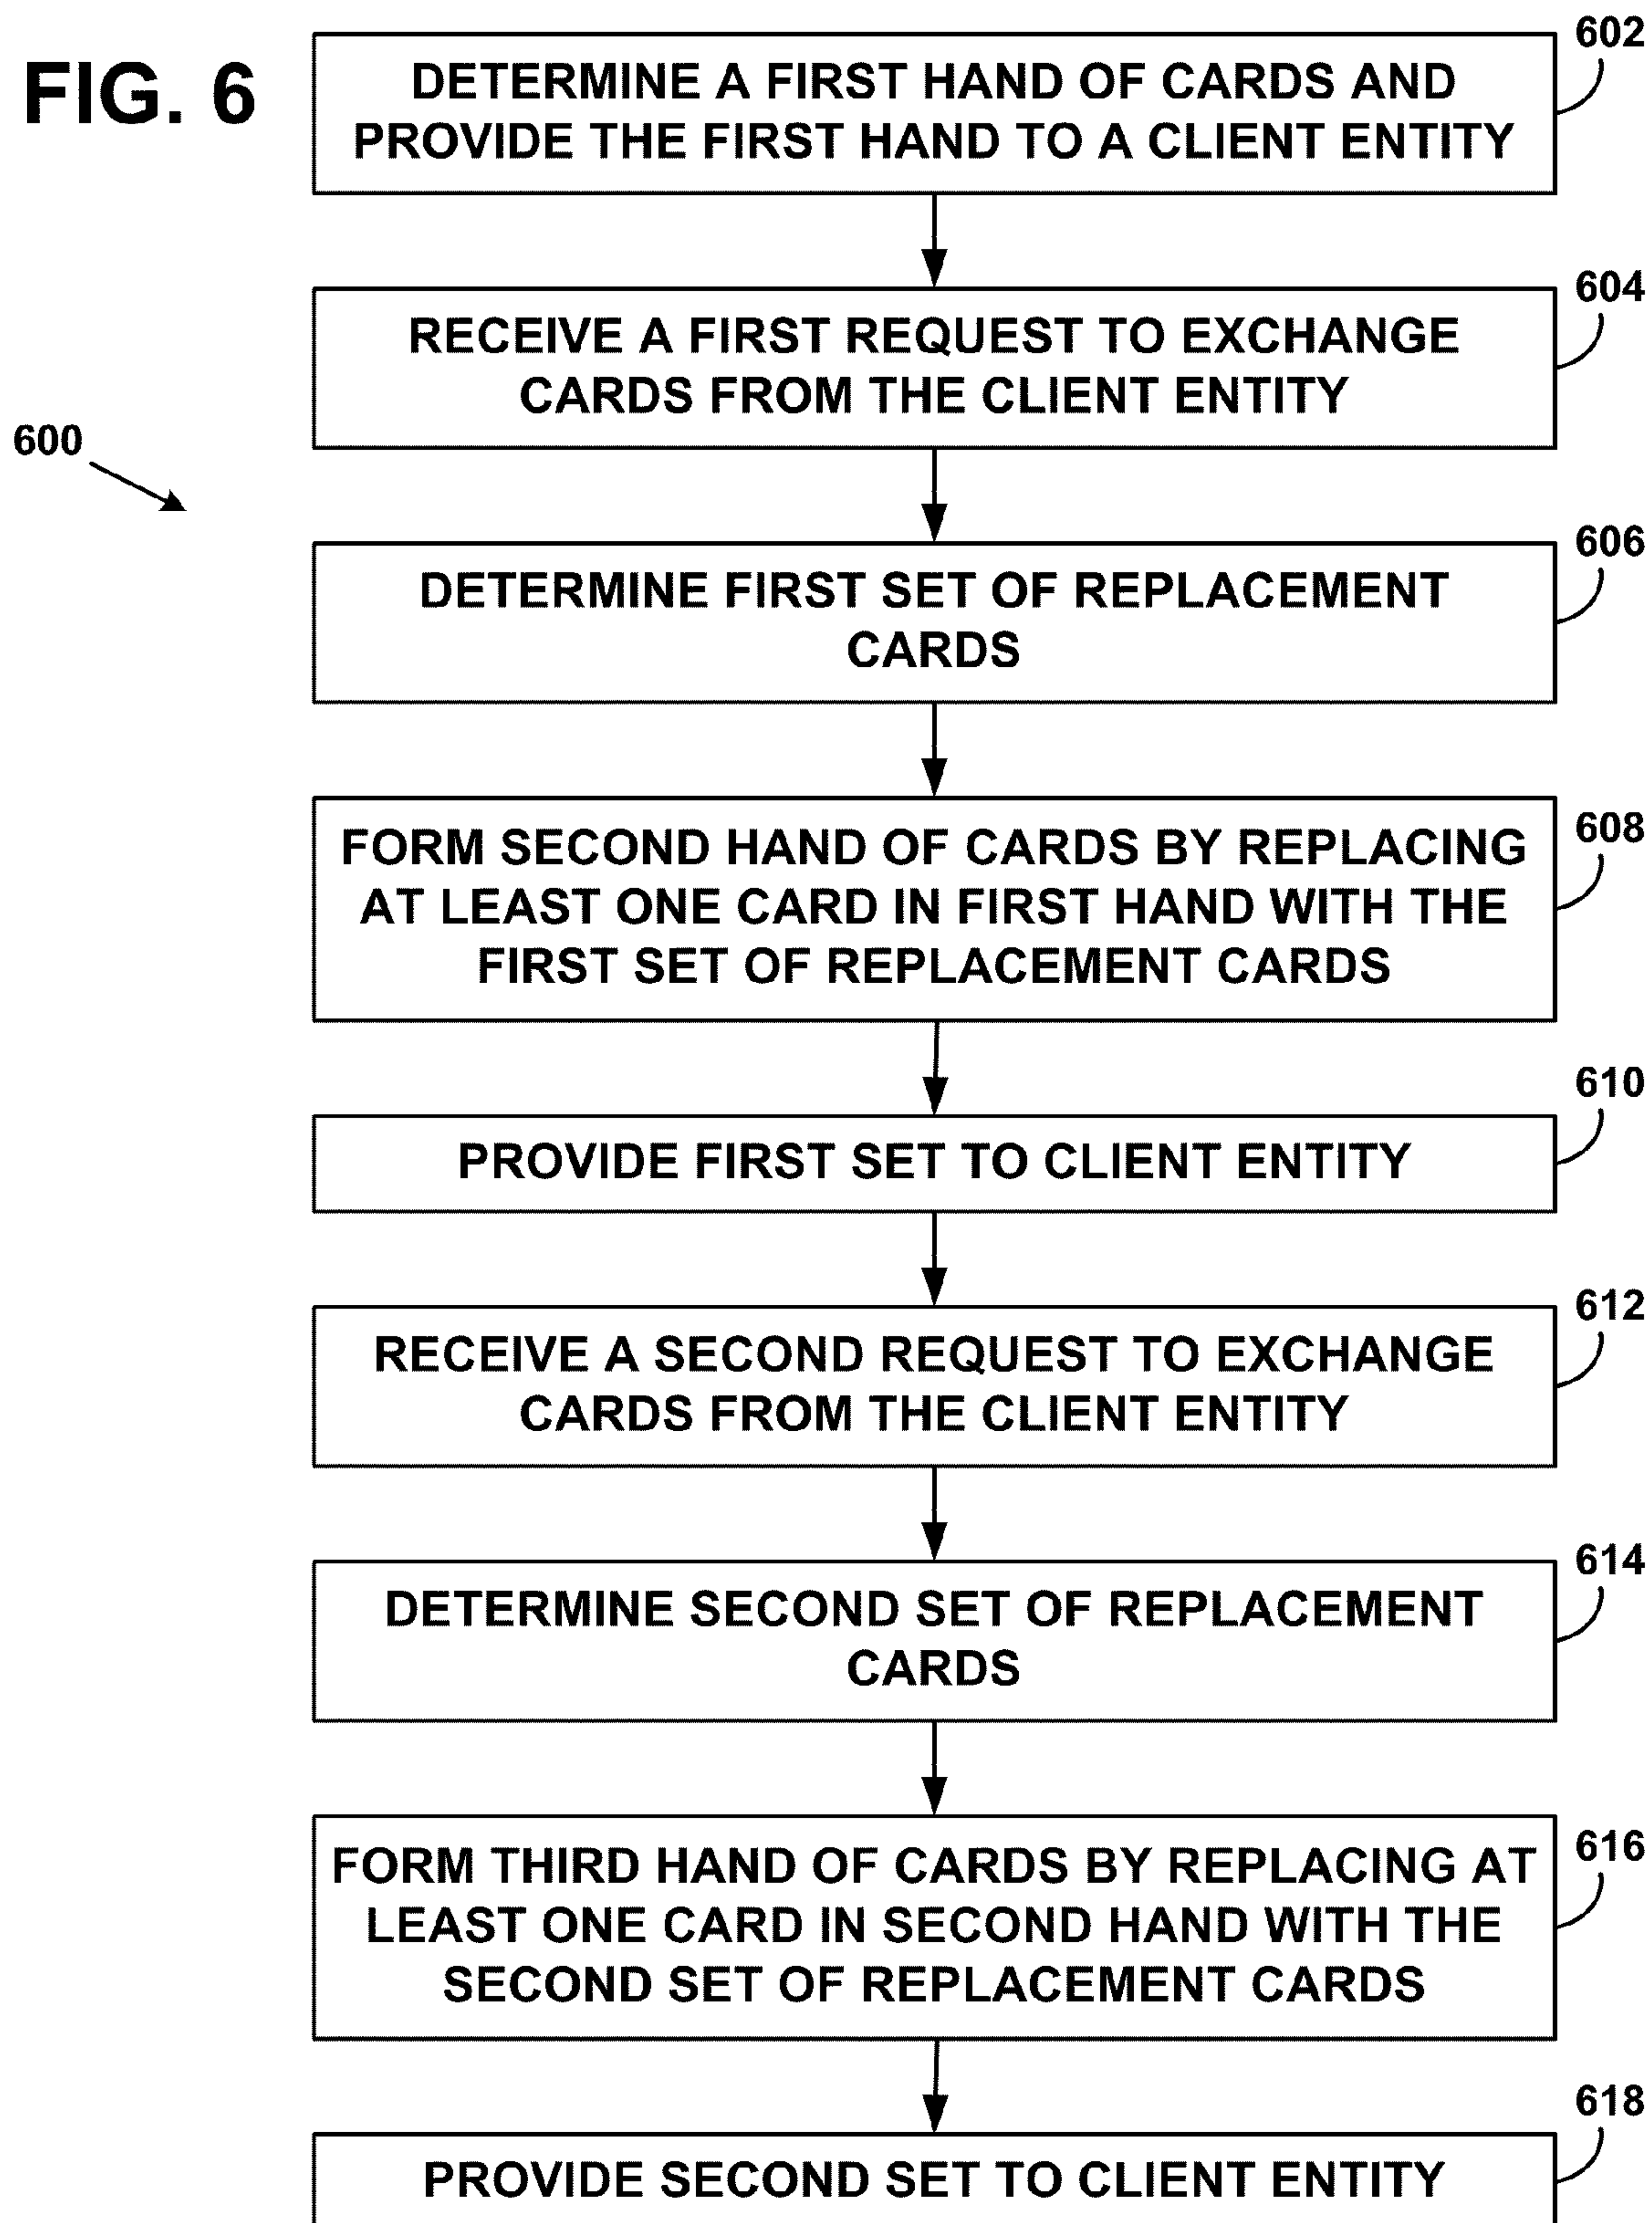 FIG. 6
602
DETERMINE A FIRST HAND OF CARDS AND
PROVIDE THE FIRST HAND TO A CLIENT ENTITY
604
RECEIVE A FIRST REQUEST TO EXCHANGE
CARDS FROM THE CLIENT ENTITY
600
606
DETERMINE FIRST SET OF REPLACEMENT
CARDS
608
FORM SECOND HAND OF CARDS BY REPLACING
AT LEAST ONE CARD IN FIRST HAND WITH THE
FIRST SET OF REPLACEMENT CARDS
610
PROVIDE FIRST SET TO CLIENT ENTITY
612
RECEIVE A SECOND REQUEST TO EXCHANGE
CARDS FROM THE CLIENT ENTITY
614
DETERMINE SECOND SET OF REPLACEMENT
CARDS
616
FORM THIRD HAND OF CARDS BY REPLACING AT
LEAST ONE CARD IN SECOND HAND WITH THE
SECOND SET OF REPLACEMENT CARDS
618
PROVIDE SECOND SET TO CLIENT ENTITY